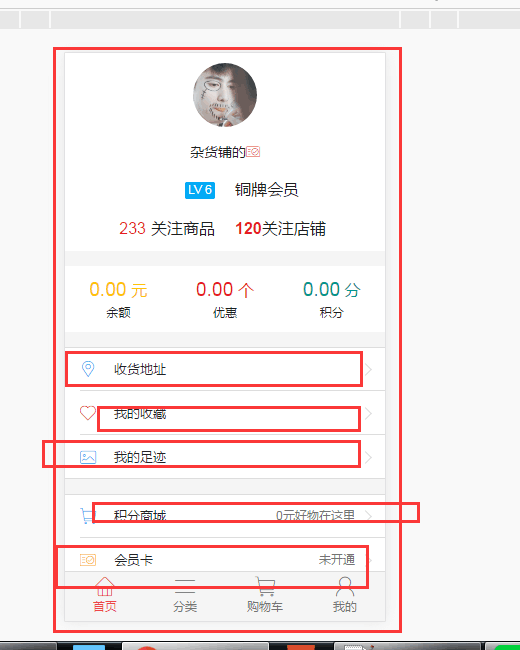 杂货铺的
LV 6 铜牌会员
233 关注商品 120关注店铺
0.00 元 0.00 个 0.00 分
余额 优惠 积分
收货地址
我的收藏
我的足迹
积分商城 0元好物在这里
会员卡 未开通
首页 分类 购物车 我的